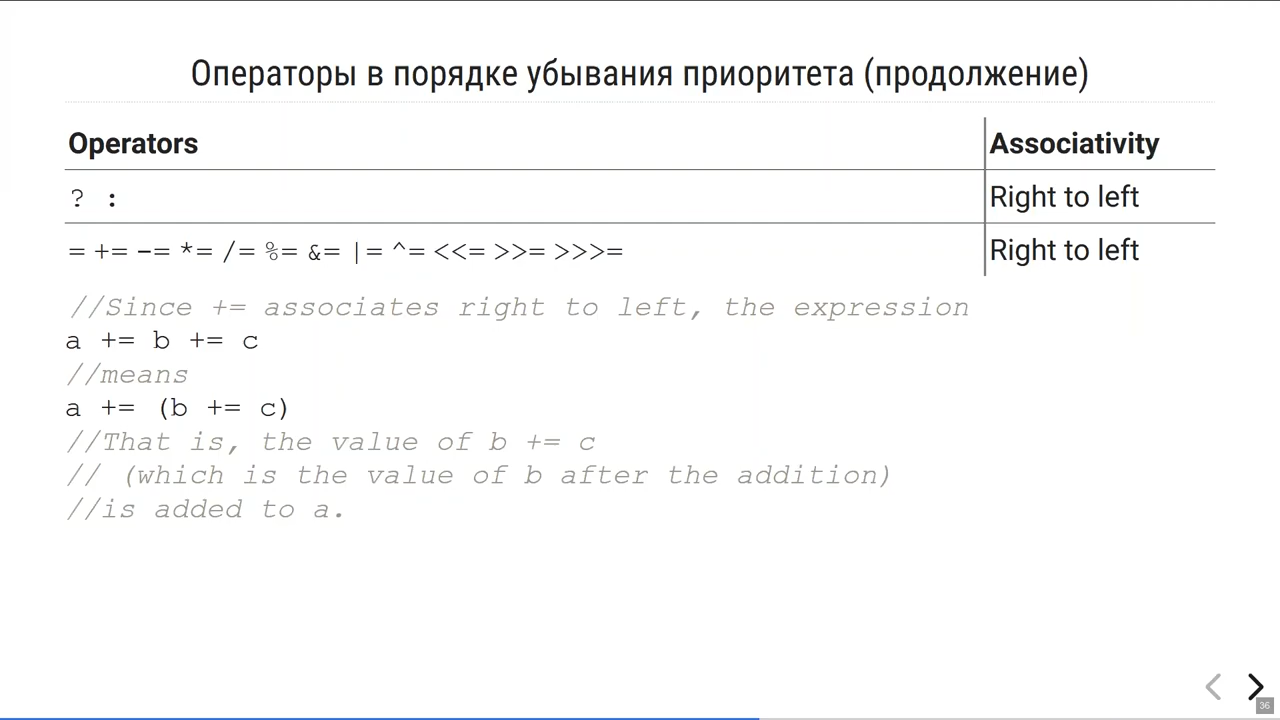 Операторы в порядке убывания приоритета (продолжение)
Operators Associativity
? : Right to left
= += -= *= /= %= &= |= ^= <<= >>= >>>= Right to left
//Since += associates right to left, the expression
a += b += c
//means
a += (b += c)
//That is, the value of b += c
// (which is the value of b after the addition)
//is added to a.
36